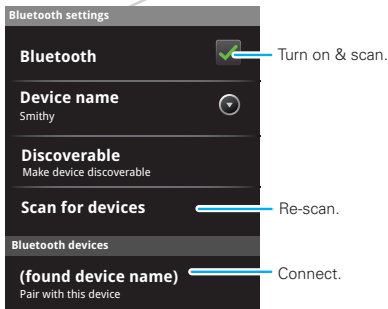 Bluetooth settings
Bluetooth
Turn on & scan.
Device name
Smithy
Discoverable
Make device discoverable
Scan for devices
Re-scan.
Bluetooth devices
(found device name)
Connect.
Pair with this device